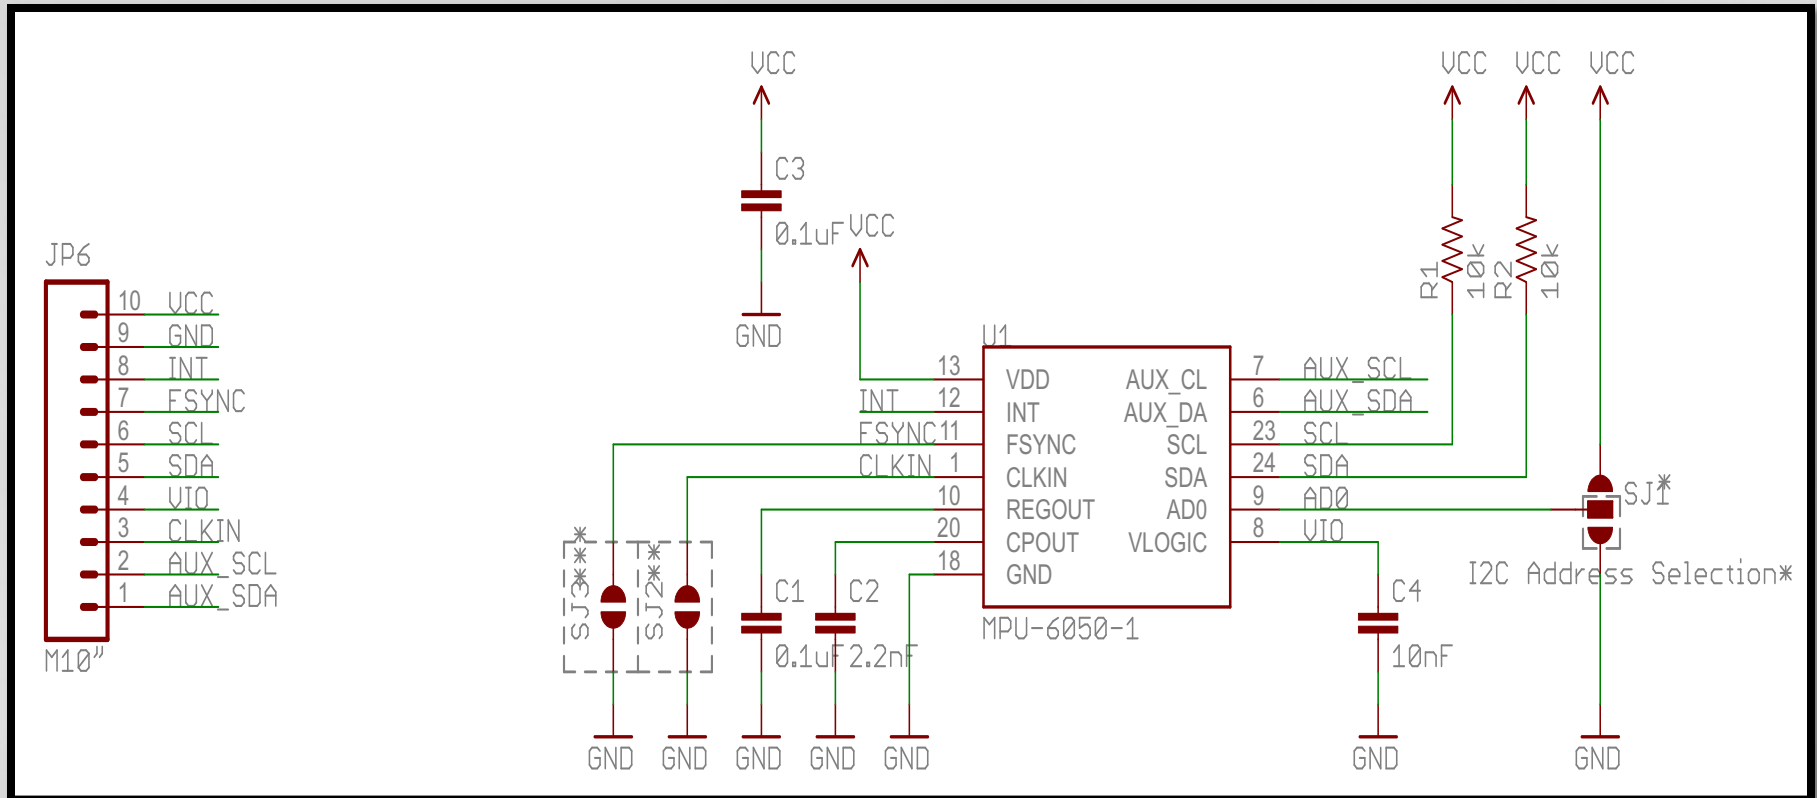 VCC
VCC
VCC
VCC
C3
0.1uF
VCC
GND
R1
10k
R2
10k
JP6
10 VCC
9 GND
8 INT
7 FSYNC
6 SCL
5 SDA
4 VIO
3 CLKIN
2 AUX_SCL
1 AUX_SDA
M10"
U1
13 VDD
INT 12 INT
FSYNC 11 FSYNC
CLKIN 1 CLKIN
10 REGOUT
20 CPOUT
18 GND
AUX_CL 7 AUX_SCL
AUX_DA 6 AUX_SDA
SCL 23 SCL
SDA 24 SDA
AD0 9 AD0
VLOGIC 8 VIO
MPU-6050-1
SJ3***
SJ2**
C1
0.1uF
C2
2.2nF
C4
10nF
SJ1*
I2C Address Selection*
GND
GND
GND
GND
GND
GND
GND